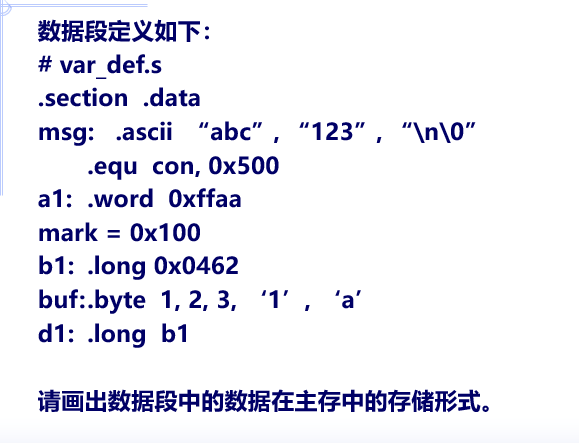 数据段定义如下：
# var_def.s
.section .data
msg: .ascii “abc”, “123”, “\n\0”
.equ con, 0x500
a1: .word 0xffaa
mark = 0x100
b1: .long 0x0462
buf:.byte 1, 2, 3, ‘1’, ‘a’
d1: .long b1
请画出数据段中的数据在主存中的存储形式。